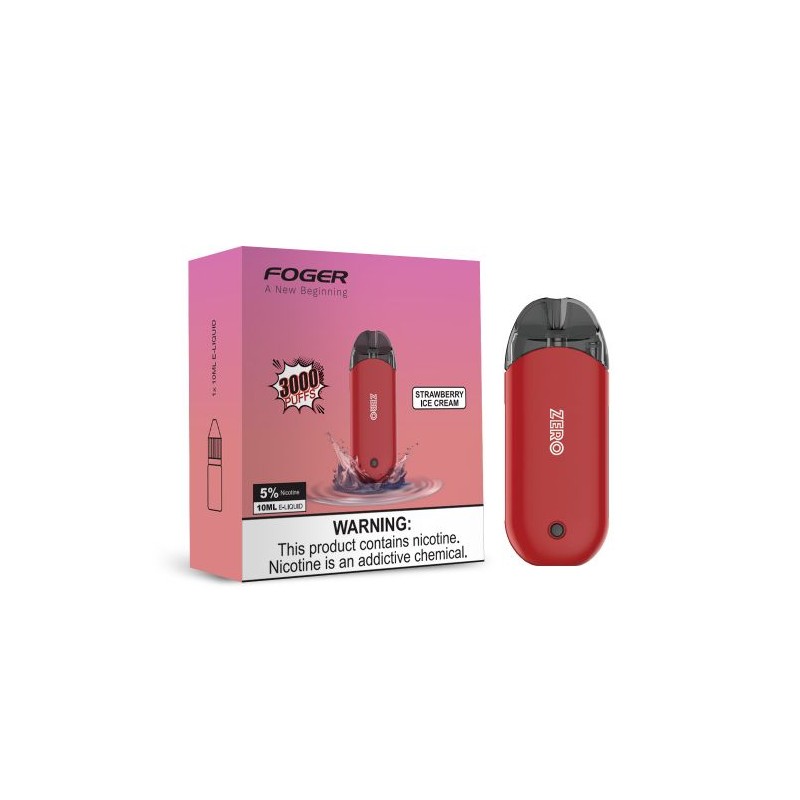 FOGER
A New Beginning
1x 10ML E-LIQUID
3000
PUFFS
ZERO
STRAWBERRY
ICE CREAM
5% Nicotine
10ML E-LIQUID
WARNING:
This product contains nicotine.
Nicotine is an addictive chemical.
ZERO